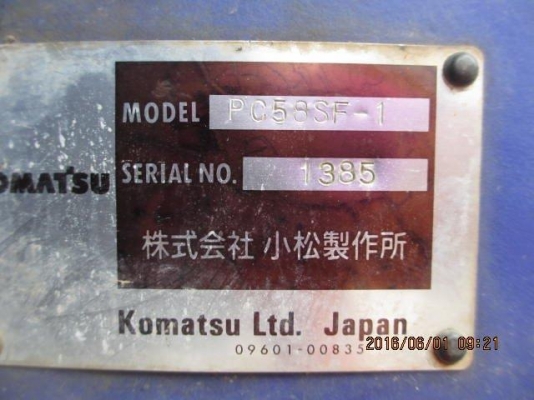 MODEL PC58SF-1
KOMATSU SERIAL NO. 1385
株式会社 小松製作所
Komatsu Ltd. Japan
09601-00835
2016/06/01 09:21